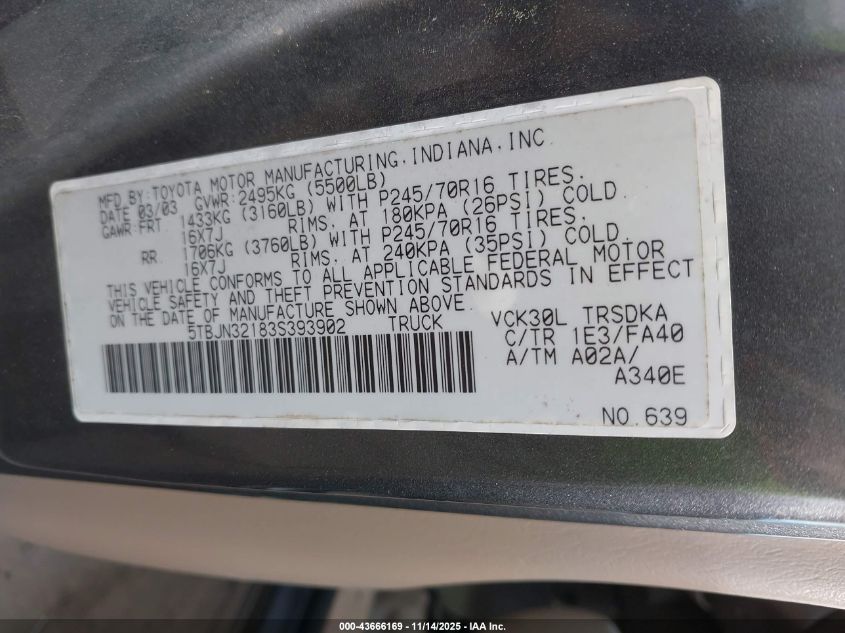 MFD.BY:TOYOTA MOTOR MANUFACTURING,INDIANA,INC.
DATE 03/03 GVWR:2495KG (5500LB)
GAWR:FRT. 1433KG (3160LB) WITH P245/70R16 TIRES.
16X7J RIMS. AT 180KPA (26PSI) COLD.
RR. 1706KG (3760LB) WITH P245/70R16 TIRES.
16X7J RIMS. AT 240KPA (35PSI) COLD.
THIS VEHICLE CONFORMS TO ALL APPLICABLE FEDERAL MOTOR
VEHICLE SAFETY AND THEFT PREVENTION STANDARDS IN EFFECT
ON THE DATE OF MANUFACTURE SHOWN ABOVE.
5TBJN32183S393902 TRUCK
VCK30L TRSDKA
C/TR 1E3/FA40
A/TM A02A/
A340E
NO.639
000-43666169 - 11/14/2025 - IAA Inc.